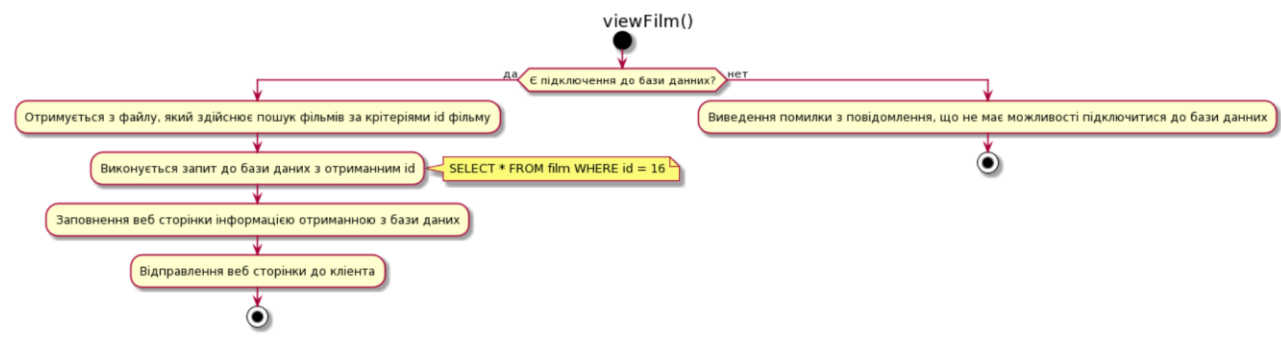 viewFilm()
да
Є підключення до бази данних?
нет
Отримується з файлу, який здійснює пошук фільмів за крітеріями id фільму
Виведення помилки з повідомлення, що не має можливості підключитися до бази данних
Виконується запит до бази даних з отриманним id
SELECT * FROM film WHERE id = 16
Заповнення веб сторінки інформацією отриманною з бази даних
Відправлення веб сторінки до клієнта